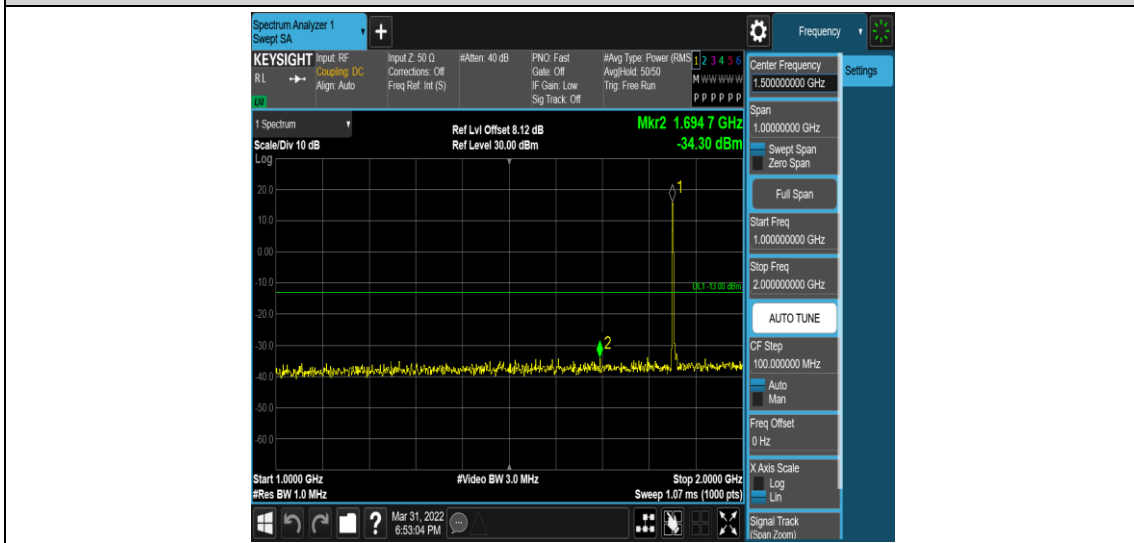 Spectrum Analyzer 1
Swept SA
+
Frequency
KEYSIGHT
RL
LXI
Input: RF
Coupling: DC
Align: Auto
Input Z: 50 Ω
Corrections: Off
Freq Ref: Int (S)
#Atten: 40 dB
PNO: Fast
Gate: Off
IF Gain: Low
Sig Track: Off
#Avg Type: Power (RMS
Avg|Hold: 50/50
Trig: Free Run
1 2 3 4 5 6
M W W W W W
P P P P P P
1 Spectrum
Scale/Div 10 dB
Log
Ref Lvl Offset 8.12 dB
Ref Level 30.00 dBm
Mkr2 1.694 7 GHz
-34.30 dBm
20.0
10.0
0.00
-10.0
-20.0
-30.0
-40.0
-50.0
-60.0
1
DL1 -13.00 dBm
2
Start 1.0000 GHz
#Res BW 1.0 MHz
#Video BW 3.0 MHz
Stop 2.0000 GHz
Sweep 1.07 ms (1000 pts)
Mar 31, 2022
6:53:04 PM
?
Center Frequency
1.500000000 GHz
Settings
Span
1.00000000 GHz
Swept Span
Zero Span
Full Span
Start Freq
1.000000000 GHz
Stop Freq
2.000000000 GHz
AUTO TUNE
CF Step
100.000000 MHz
Auto
Man
Freq Offset
0 Hz
X Axis Scale
Log
Lin
Signal Track
(Span Zoom)